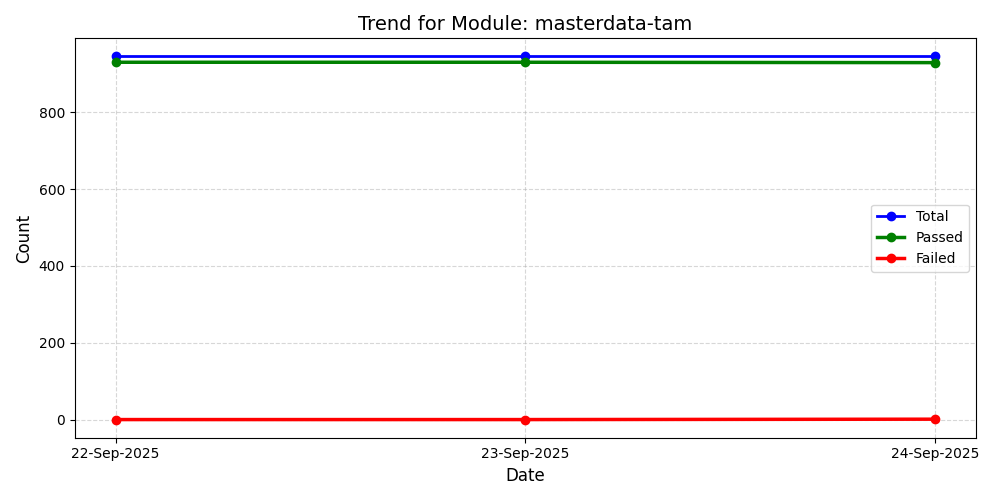 Trend for Module: masterdata-tam
Count
800
600
400
200
0
Total
Passed
Failed
22-Sep-2025
23-Sep-2025
24-Sep-2025
Date